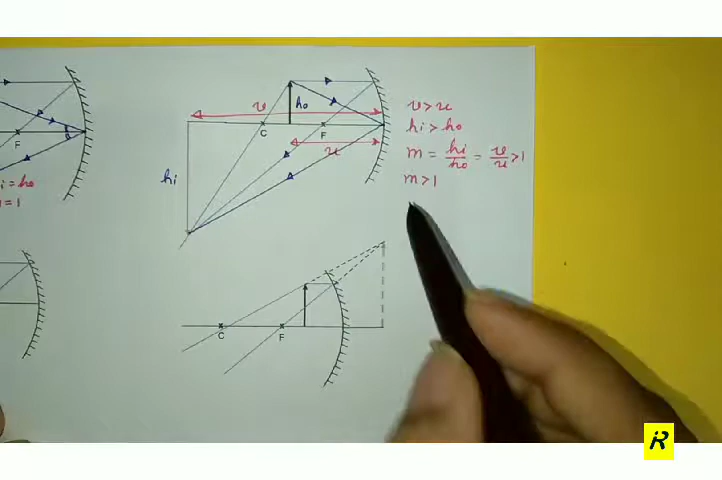 F
i = ho
= 1
v
ho
C
F
u
hi
v > u
hi > ho
m = hi/ho = v/u > 1
m > 1
C
F
R